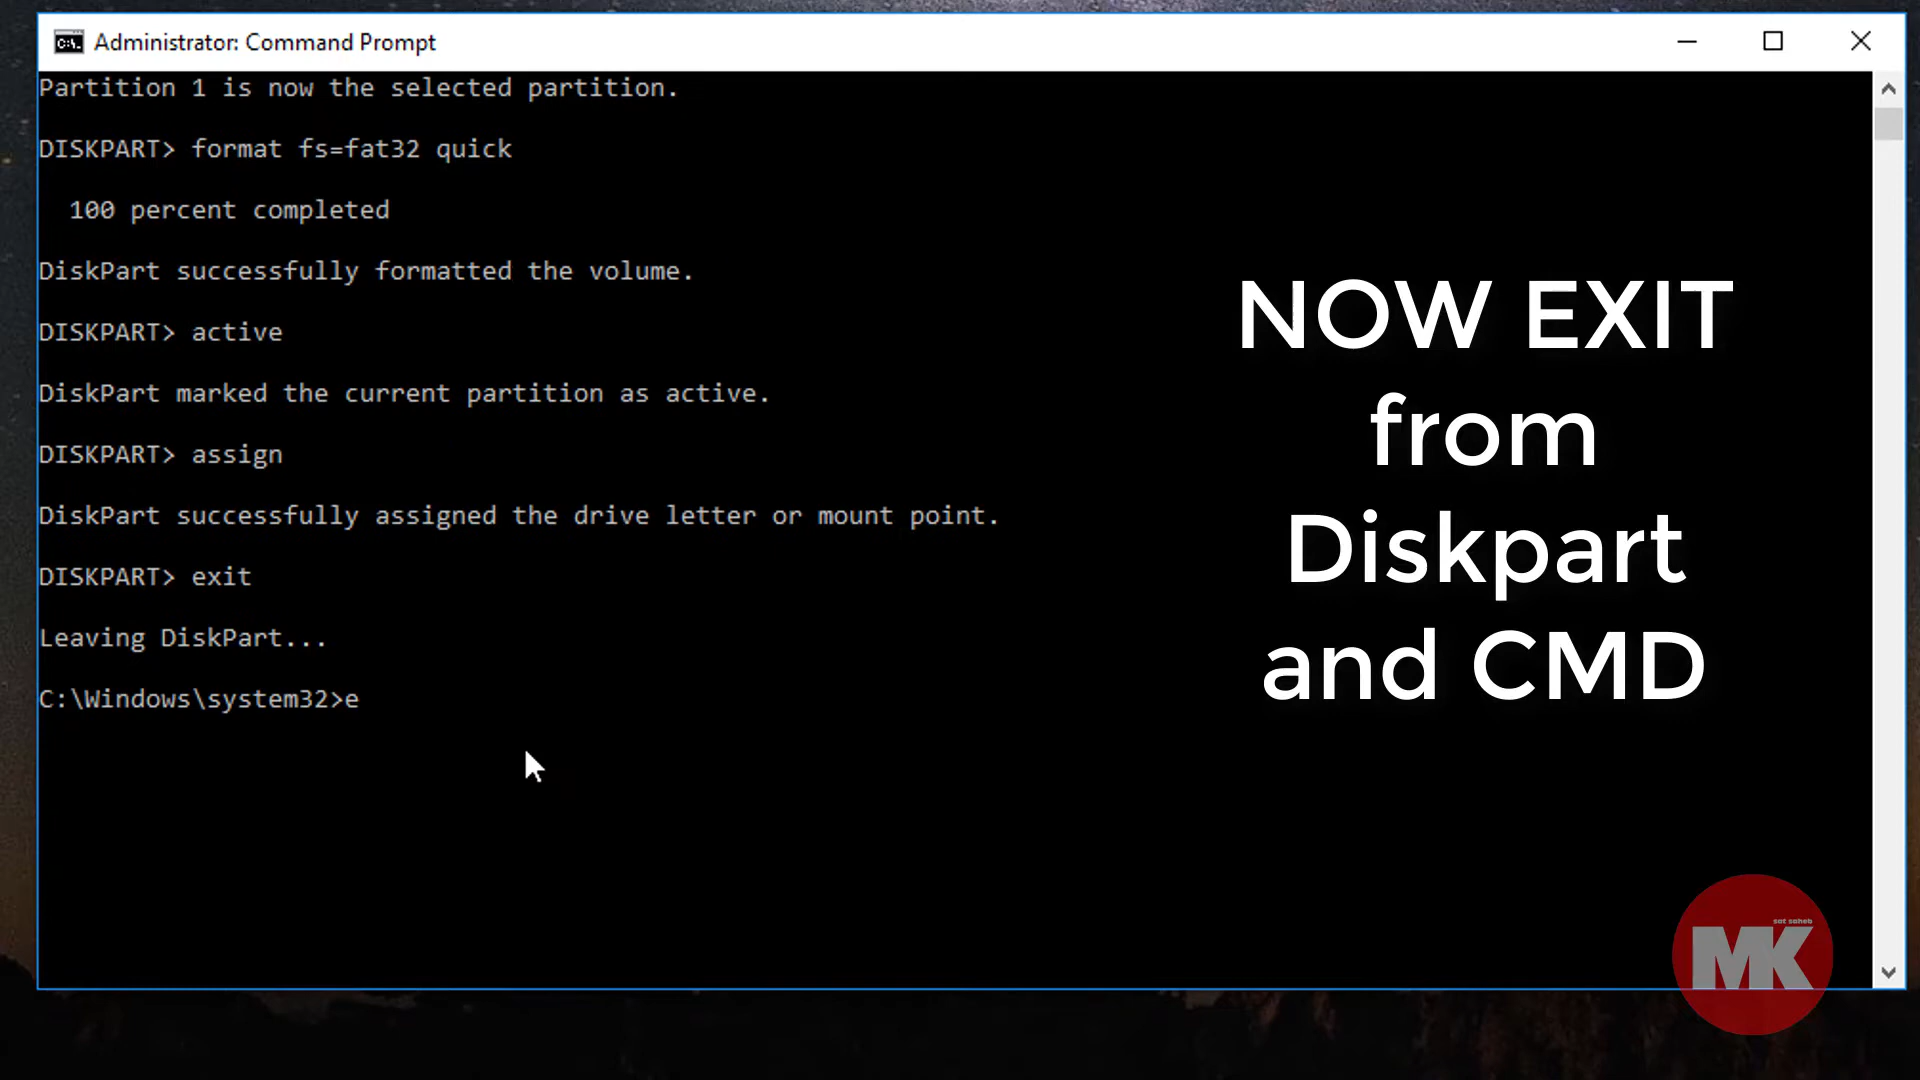 Administrator: Command Prompt
Partition 1 is now the selected partition.
DISKPART> format fs=fat32 quick
100 percent completed
DiskPart successfully formatted the volume.
DISKPART> active
DiskPart marked the current partition as active.
DISKPART> assign
DiskPart successfully assigned the drive letter or mount point.
DISKPART> exit
Leaving DiskPart...
C:\Windows\system32>e
NOW EXIT
from
Diskpart
and CMD
sat saheb
MK